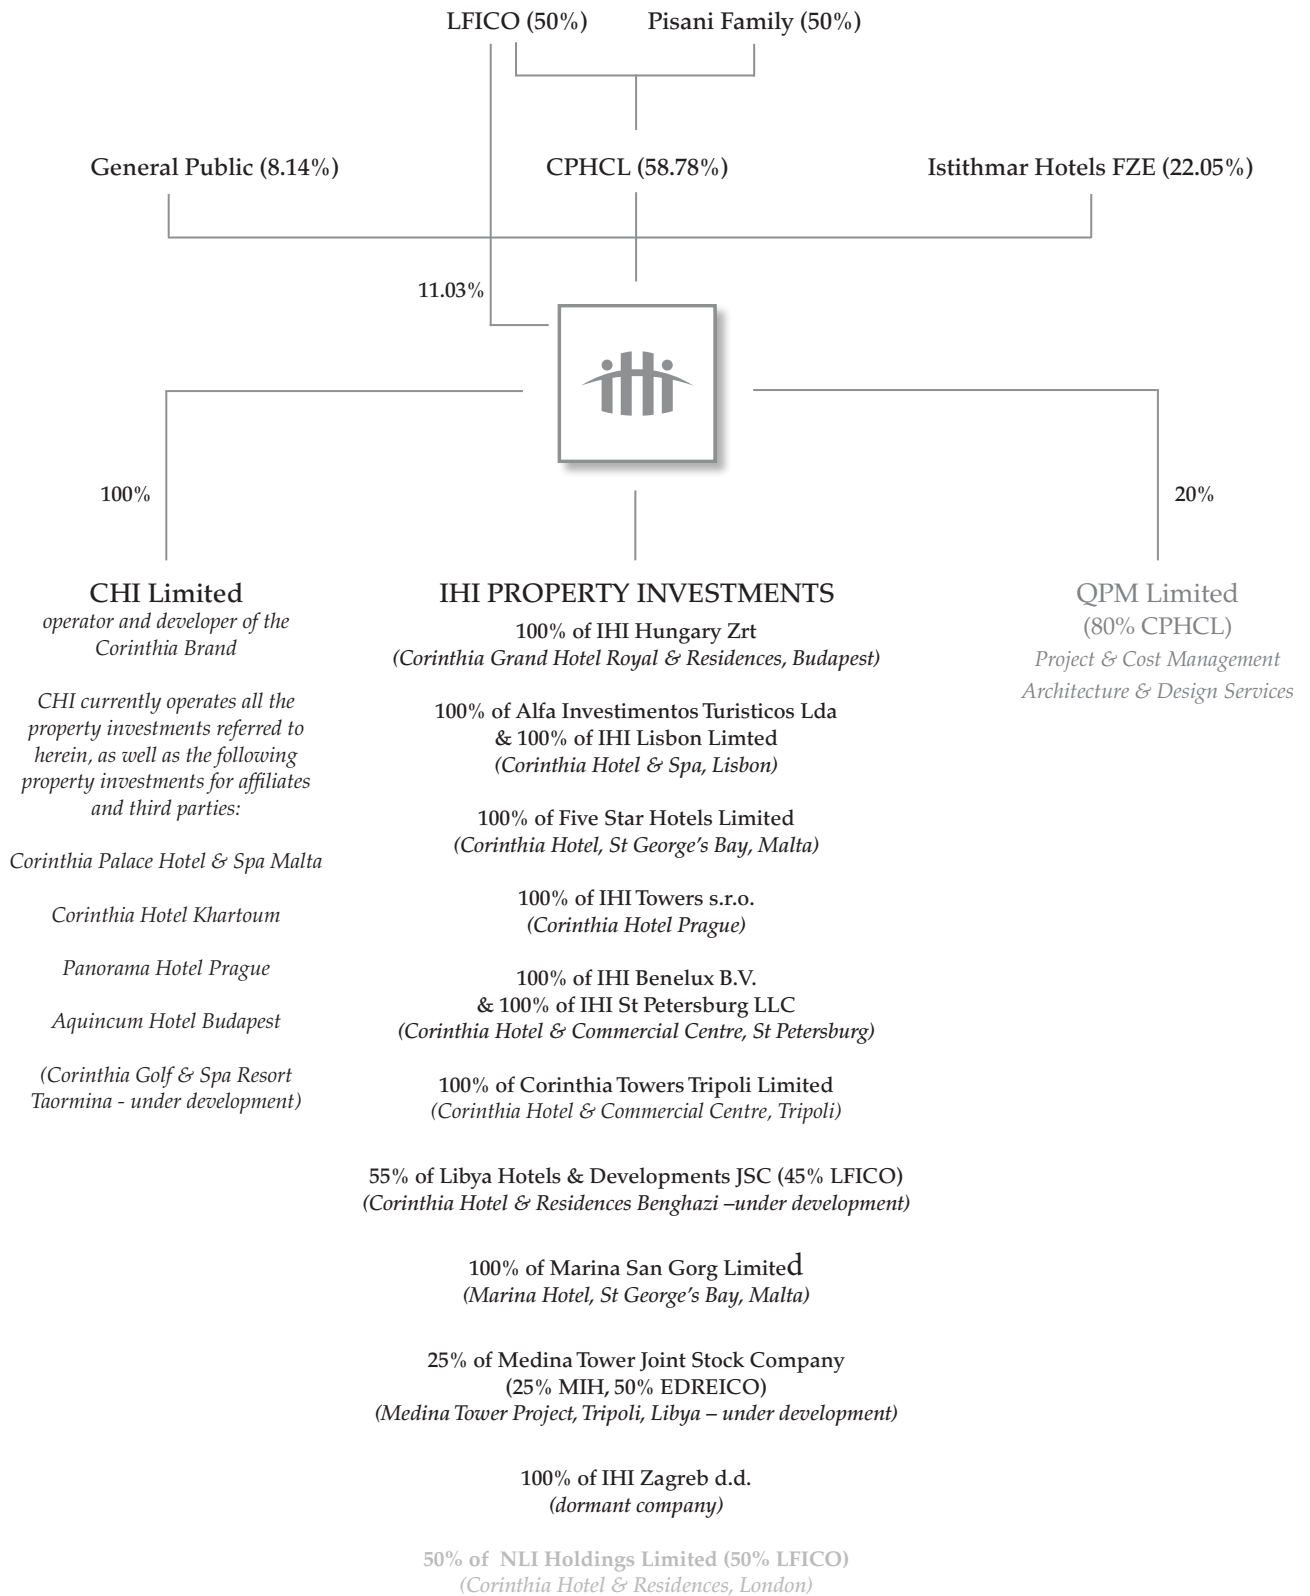 LFICO (50%)
Pisani Family (50%)
General Public (8.14%)
CPHCL (58.78%)
Istithmar Hotels FZE (22.05%)
11.03%
100%
20%
CHI Limited
operator and developer of the
Corinthia Brand
CHI currently operates all the
property investments referred to
herein, as well as the following
property investments for affiliates
and third parties:
Corinthia Palace Hotel & Spa Malta
Corinthia Hotel Khartoum
Panorama Hotel Prague
Aquincum Hotel Budapest
(Corinthia Golf & Spa Resort
Taormina - under development)
IHI PROPERTY INVESTMENTS
100% of IHI Hungary Zrt
(Corinthia Grand Hotel Royal & Residences, Budapest)
100% of Alfa Investimentos Turisticos Lda
& 100% of IHI Lisbon Limted
(Corinthia Hotel & Spa, Lisbon)
100% of Five Star Hotels Limited
(Corinthia Hotel, St George's Bay, Malta)
100% of IHI Towers s.r.o.
(Corinthia Hotel Prague)
100% of IHI Benelux B.V.
& 100% of IHI St Petersburg LLC
(Corinthia Hotel & Commercial Centre, St Petersburg)
100% of Corinthia Towers Tripoli Limited
(Corinthia Hotel & Commercial Centre, Tripoli)
55% of Libya Hotels & Developments JSC (45% LFICO)
(Corinthia Hotel & Residences Benghazi –under development)
100% of Marina San Gorg Limited
(Marina Hotel, St George's Bay, Malta)
25% of Medina Tower Joint Stock Company
(25% MIH, 50% EDREICO)
(Medina Tower Project, Tripoli, Libya – under development)
100% of IHI Zagreb d.d.
(dormant company)
50% of NLI Holdings Limited (50% LFICO)
(Corinthia Hotel & Residences, London)
QPM Limited
(80% CPHCL)
Project & Cost Management
Architecture & Design Services